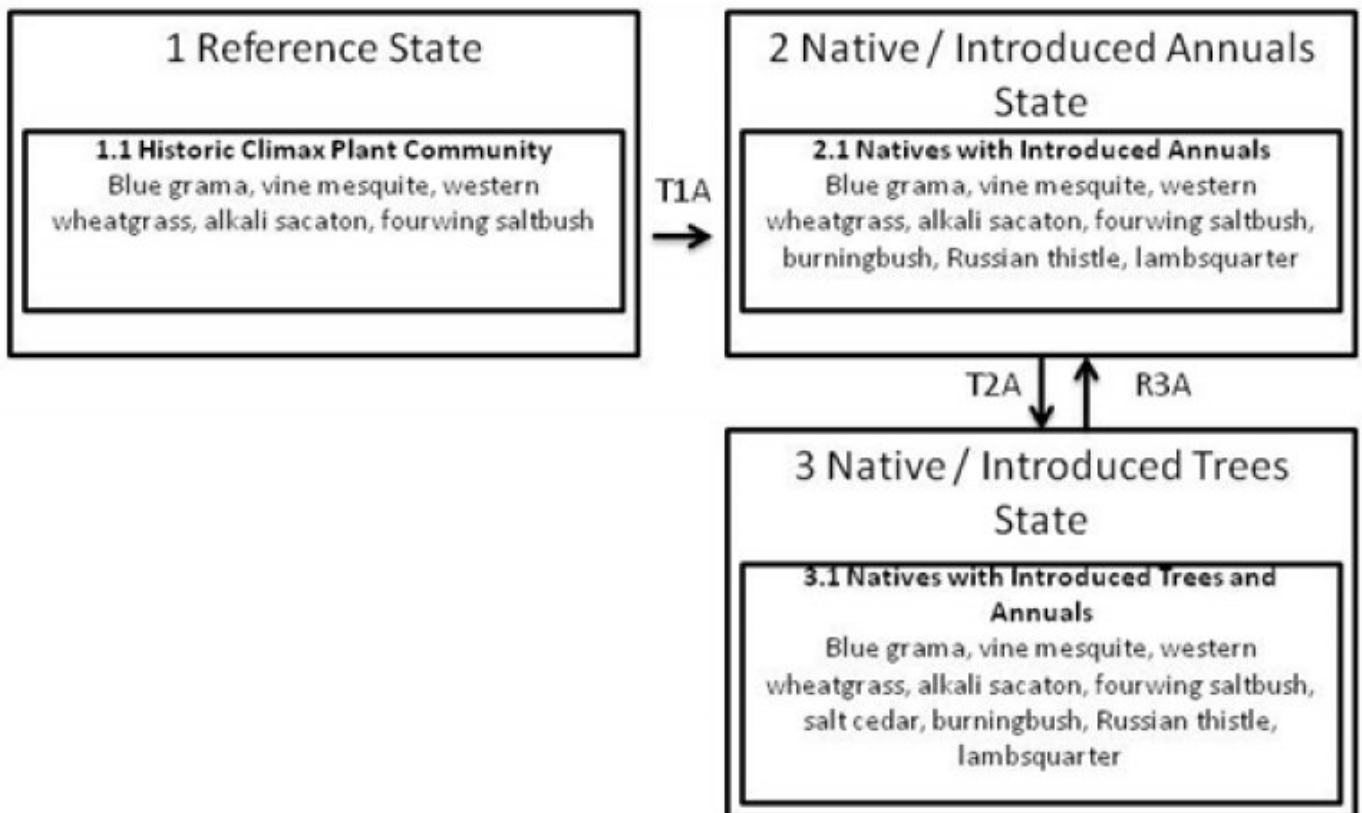 1 Reference State
1.1 Historic Climax Plant Community
Blue grama, vine mesquite, western
wheatgrass, alkali sacaton, fourwing saltbush
T1A
2 Native / Introduced Annuals
State
2.1 Natives with Introduced Annuals
Blue grama, vine mesquite, western
wheatgrass, alkali sacaton, fourwing saltbush,
burningbush, Russian thistle, lambsquarter
T2A
R3A
3 Native / Introduced Trees
State
3.1 Natives with Introduced Trees and
Annuals
Blue grama, vine mesquite, western
wheatgrass, alkali sacaton, fourwing saltbush,
salt cedar, burningbush, Russian thistle,
lambsquarter